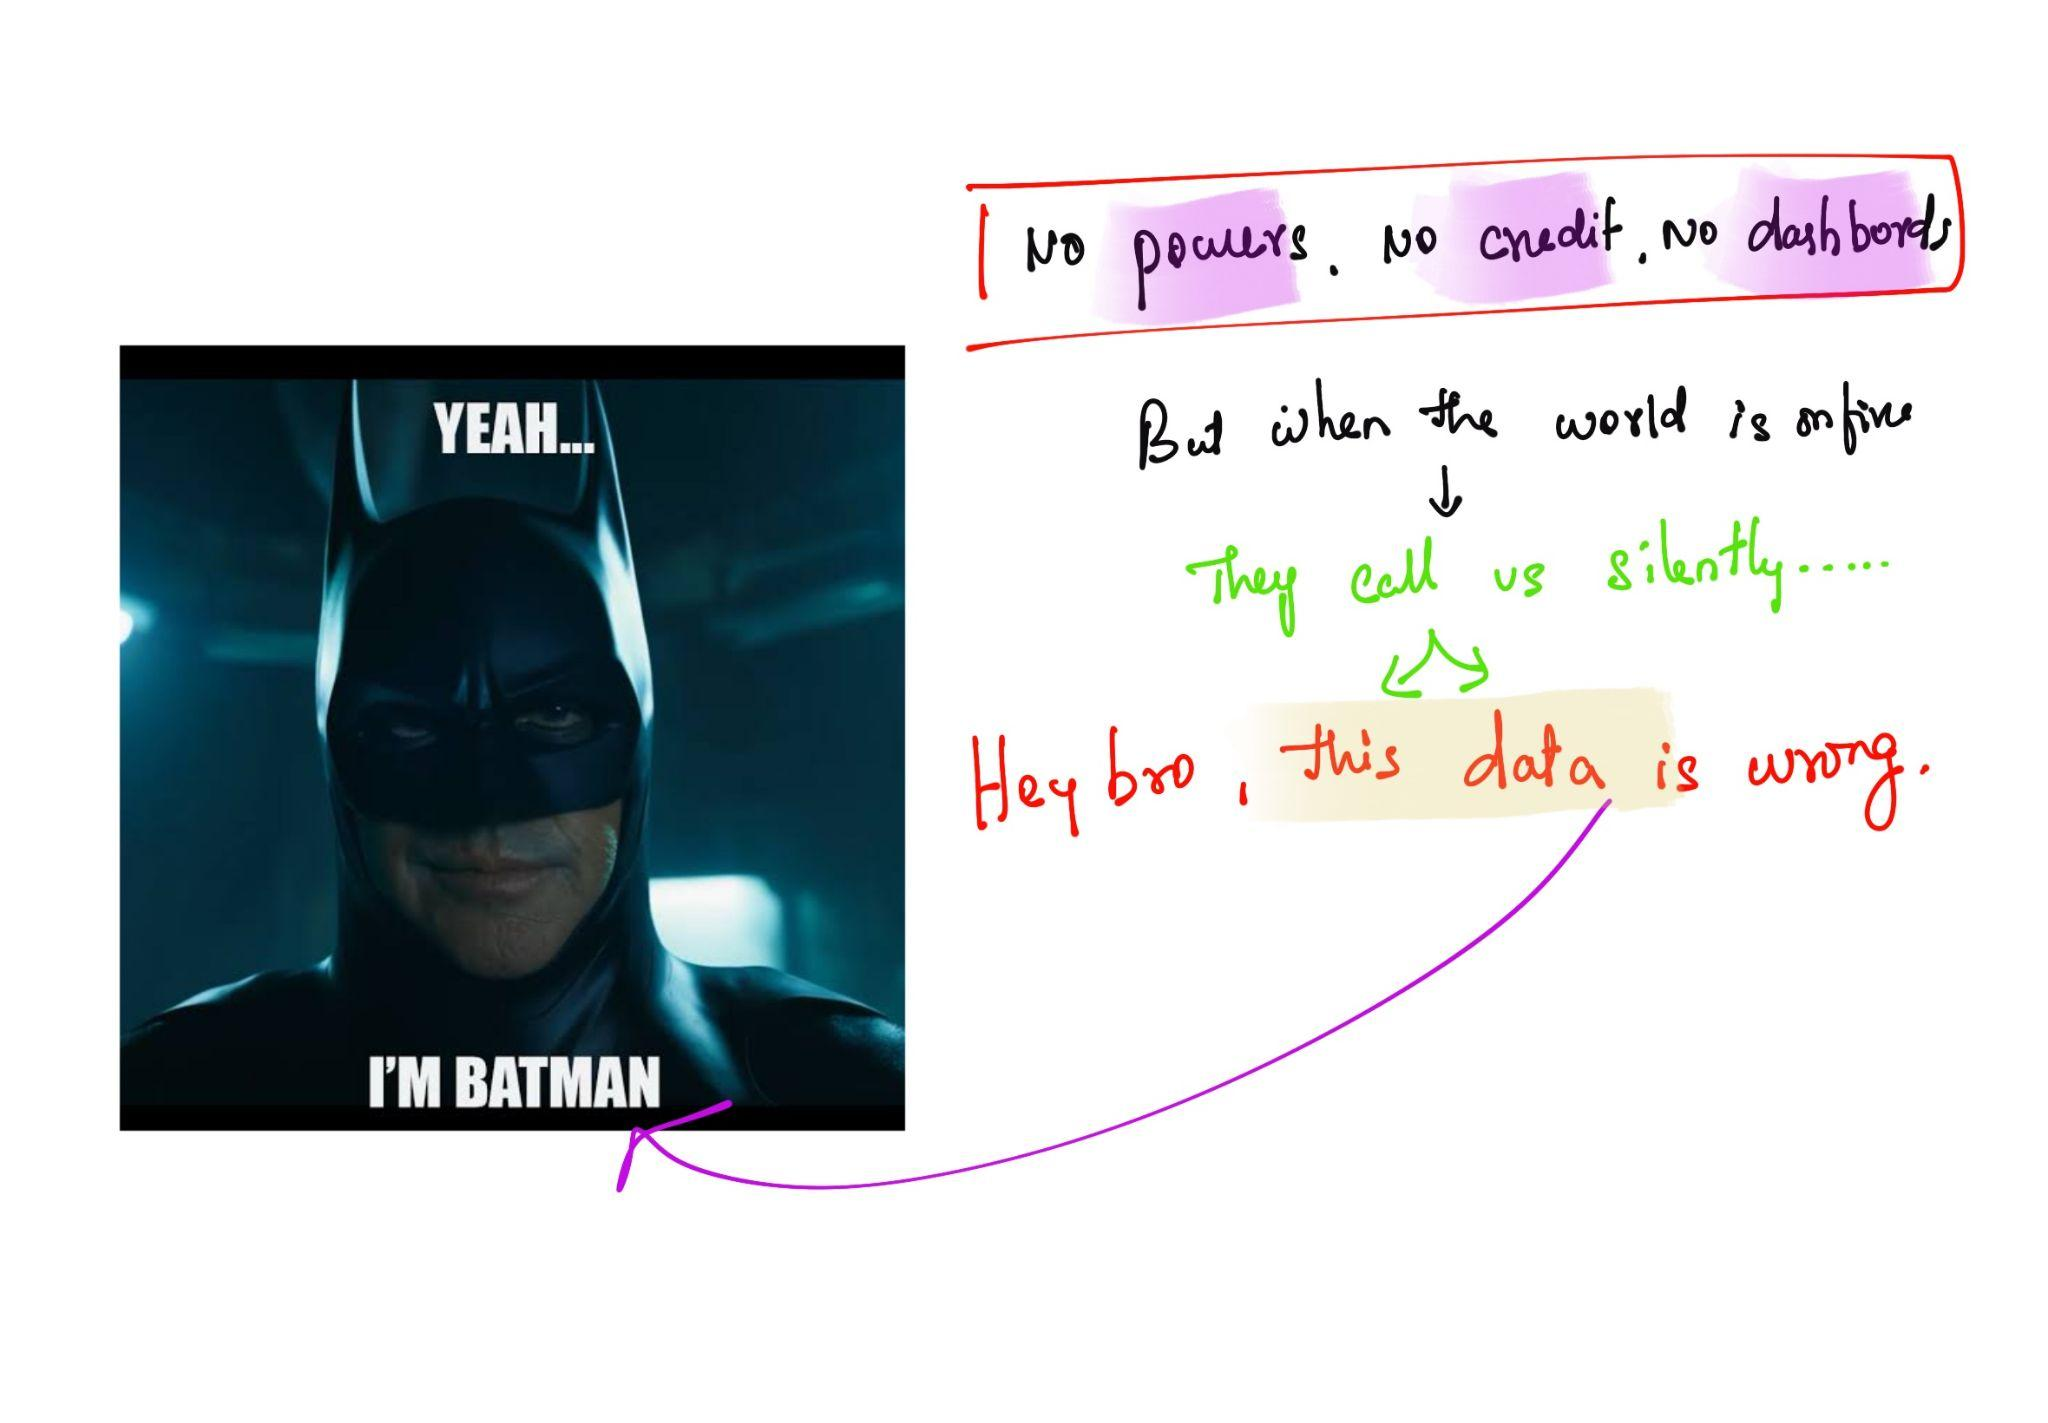 No powers. No credit. No dashbords
But when the world is on fire
They call us silently......
Hey bro, this data is wrong.
YEAH...
I'M BATMAN